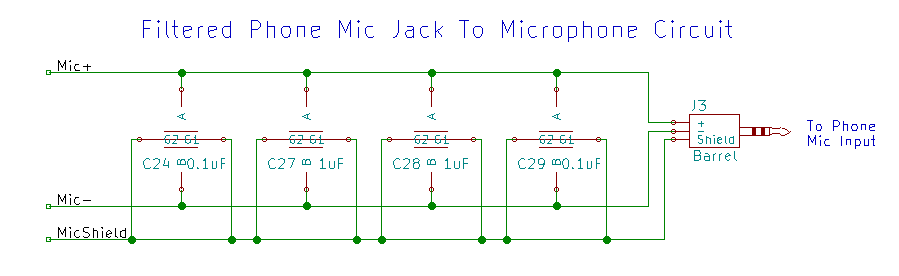 Filtered Phone Mic Jack To Microphone Circuit
Mic+
A A A A
J3
+
-
Shield
Barrel
To Phone
Mic Input
G2 G1 G2 G1 G2 G1 G2 G1
C24 B 0.1uF C27 B 1uF C28 B 1uF C29 B 0.1uF
Mic-
MicShield